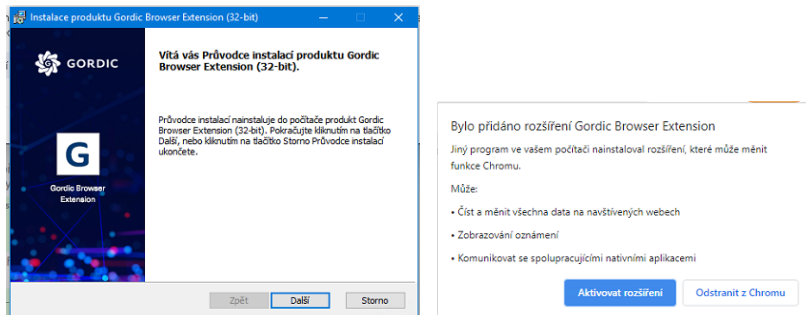 Instalace produktu Gordic Browser Extension (32-bit)
GORDIC
G
Gordic Browser
Extension
Vítá vás Průvodce instalací produktu Gordic
Browser Extension (32-bit).
Průvodce instalací nainstaluje do počítače produkt Gordic
Browser Extension (32-bit). Pokračujte kliknutím na tlačítko
Další, nebo kliknutím na tlačítko Storno Průvodce instalací
ukončete.
Zpět
Další
Storno
Bylo přidáno rozšíření Gordic Browser Extension
Jiný program ve vašem počítači nainstaloval rozšíření, které může měnit
funkce Chromu.
Může:
• Číst a měnit všechna data na navštívených webech
• Zobrazování oznámení
• Komunikovat se spolupracujícími nativními aplikacemi
Aktivovat rozšíření
Odstranit z Chromu